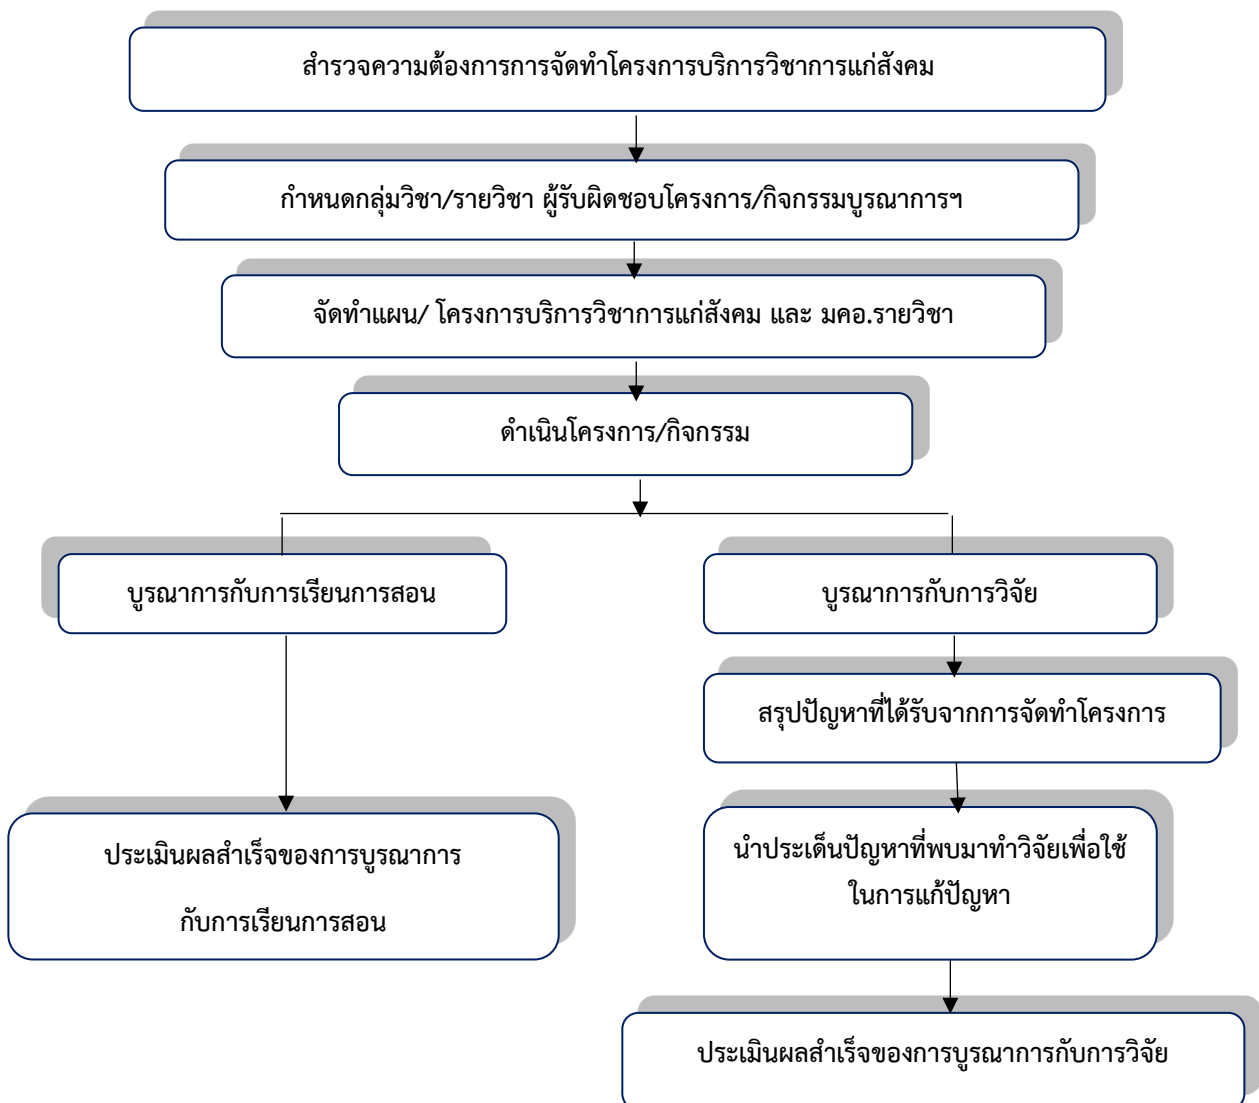 สำรวจความต้องการการจัดทำโครงการบริการวิชาการแก่สังคม
กำหนดกลุ่มวิชา/รายวิชา ผู้รับผิดชอบโครงการ/กิจกรรมบูรณาการฯ
จัดทำแผน/ โครงการบริการวิชาการแก่สังคม และ มคอ.รายวิชา
ดำเนินโครงการ/กิจกรรม
บูรณาการกับการเรียนการสอน
บูรณาการกับการวิจัย
สรุปปัญหาที่ได้รับจากการจัดทำโครงการ
ประเมินผลสำเร็จของการบูรณาการ
กับการเรียนการสอน
นำประเด็นปัญหาที่พบมาทำวิจัยเพื่อใช้
ในการแก้ปัญหา
ประเมินผลสำเร็จของการบูรณาการกับการวิจัย